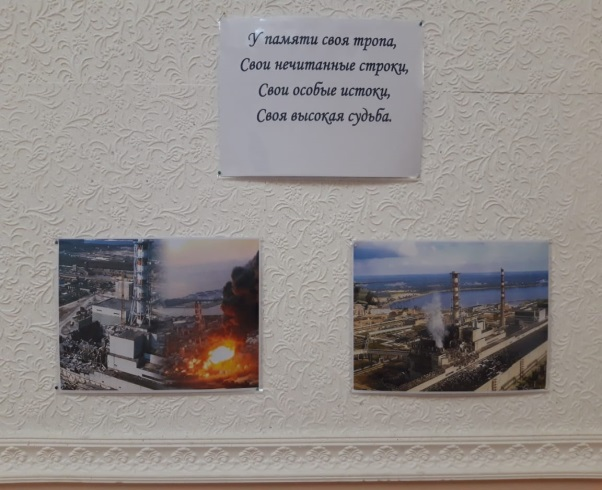 У памяти своя тропа,
Свои нечитанные строки,
Свои особые истоки,
Своя высокая судьба.